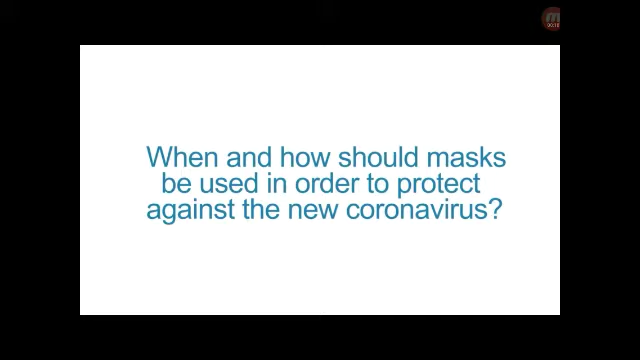 When and how should masks
be used in order to protect
against the new coronavirus?